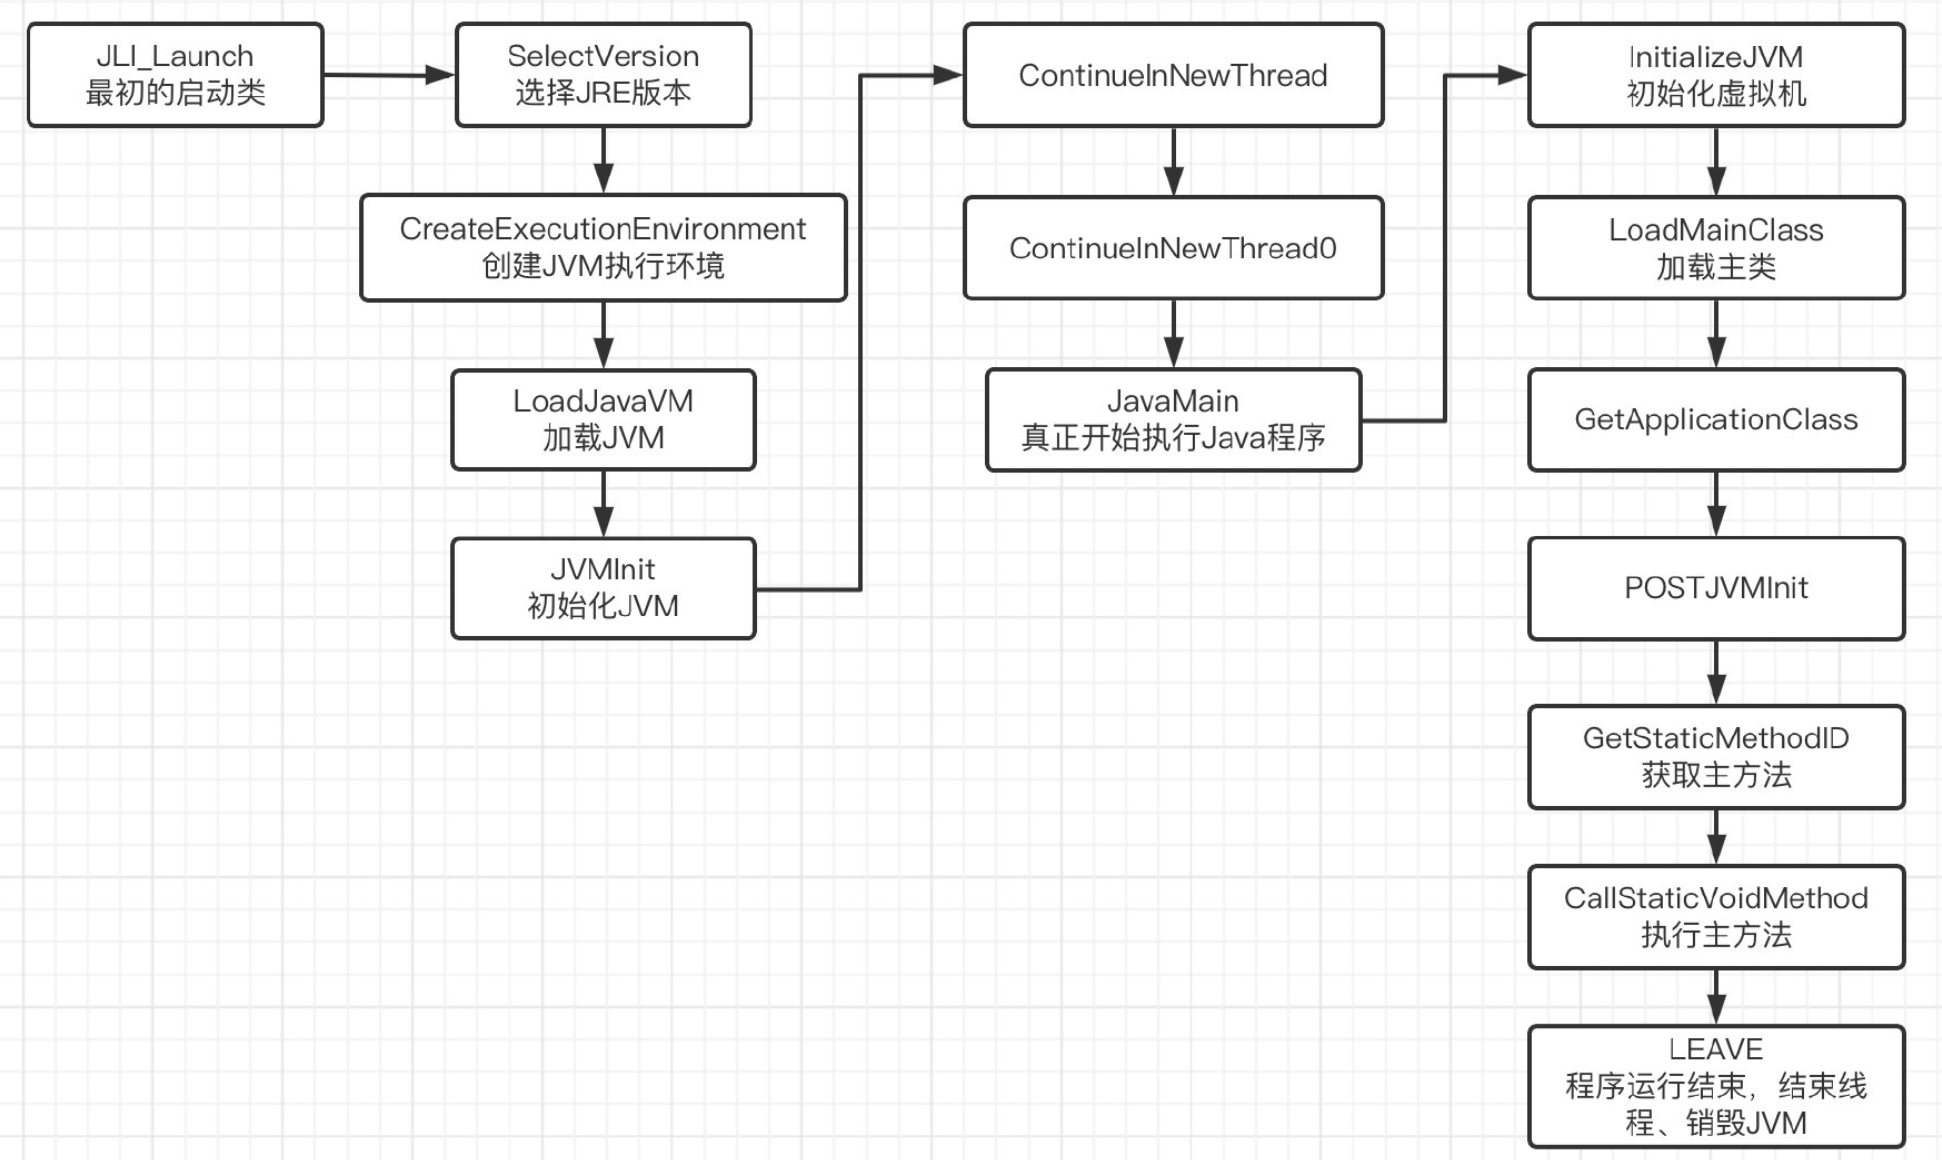 JLI_Launch
最初的启动类
SelectVersion
选择JRE版本
CreateExecutionEnvironment
创建JVM执行环境
LoadJavaVM
加载JVM
JVMInit
初始化JVM
ContinueInNewThread
ContinueInNewThread0
JavaMain
真正开始执行Java程序
InitializeJVM
初始化虚拟机
LoadMainClass
加载主类
GetApplicationClass
POSTJVMInit
GetStaticMethodID
获取主方法
CallStaticVoidMethod
执行主方法
LEAVE
程序运行结束，结束线
程、销毁JVM